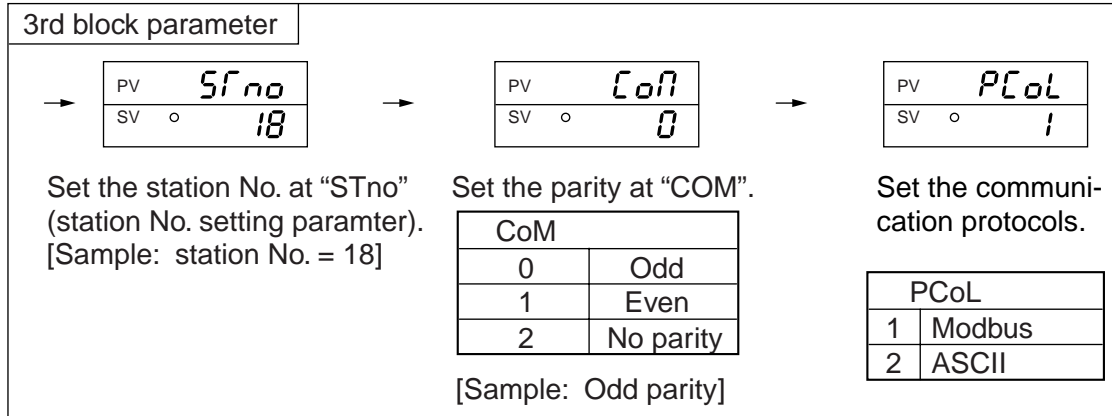 3rd block parameter
PV STno
SV 18
Set the station No. at “STno”
(station No. setting paramter).
[Sample: station No. = 18]
PV CoM
SV 0
Set the parity at “COM”.
CoM
0 Odd
1 Even
2 No parity
[Sample: Odd parity]
PV PCoL
SV 1
Set the communi-
cation protocols.
PCoL
1 Modbus
2 ASCII